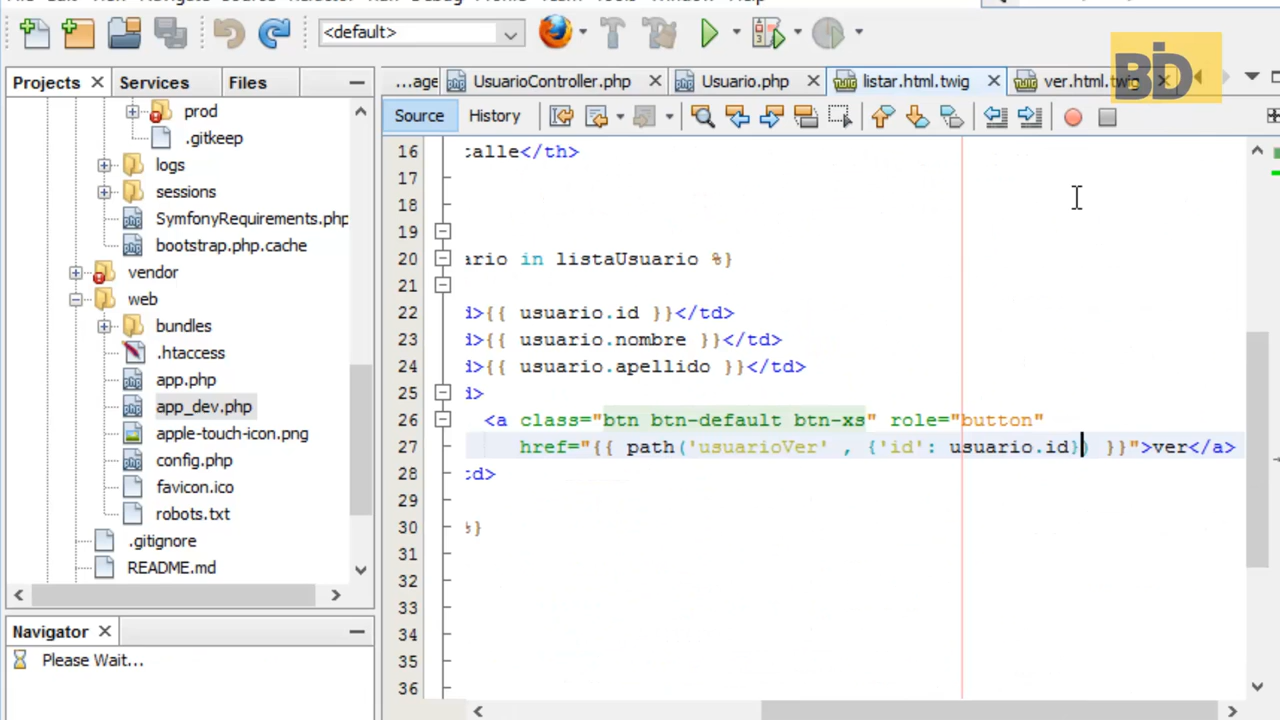 <default>
BID
Projects
Services
Files
...age
UsuarioController.php
Usuario.php
listar.html.twig
ver.html.twig
Source
History
prod
.gitkeep
logs
sessions
SymfonyRequirements.php
bootstrap.php.cache
vendor
web
bundles
.htaccess
app.php
app_dev.php
apple-touch-icon.png
config.php
favicon.ico
robots.txt
.gitignore
README.md
Navigator
Please Wait...
16 calle</th>
17
18
19
20 ario in listaUsuario %}
21
22 d>{{ usuario.id }}</td>
23 d>{{ usuario.nombre }}</td>
24 d>{{ usuario.apellido }}</td>
25 d>
26 <a class="btn btn-default btn-xs" role="button"
27 href="{{ path('usuarioVer' , {'id': usuario.id}) }}">ver</a>
28 td>
29
30 %}
31
32
33
34
35
36